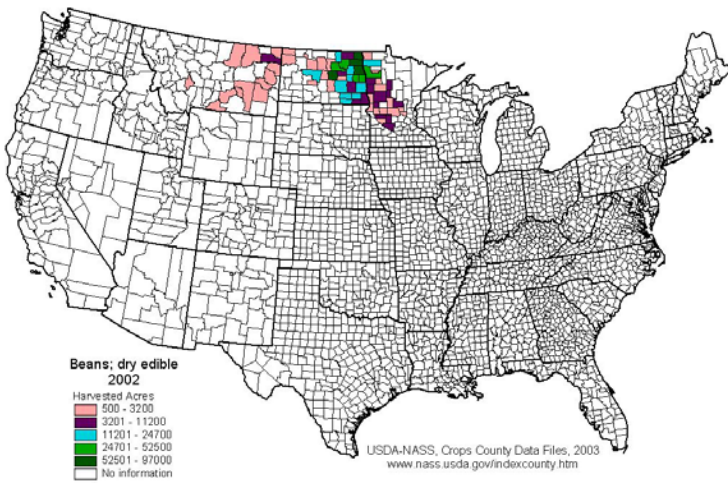 Beans; dry edible
2002
Harvested Acres
500 - 3200
3201 - 11200
11201 - 24700
24701 - 52500
52501 - 97000
No information
USDA-NASS, Crops County Data Files, 2003
www.nass.usda.gov/indexcounty.htm